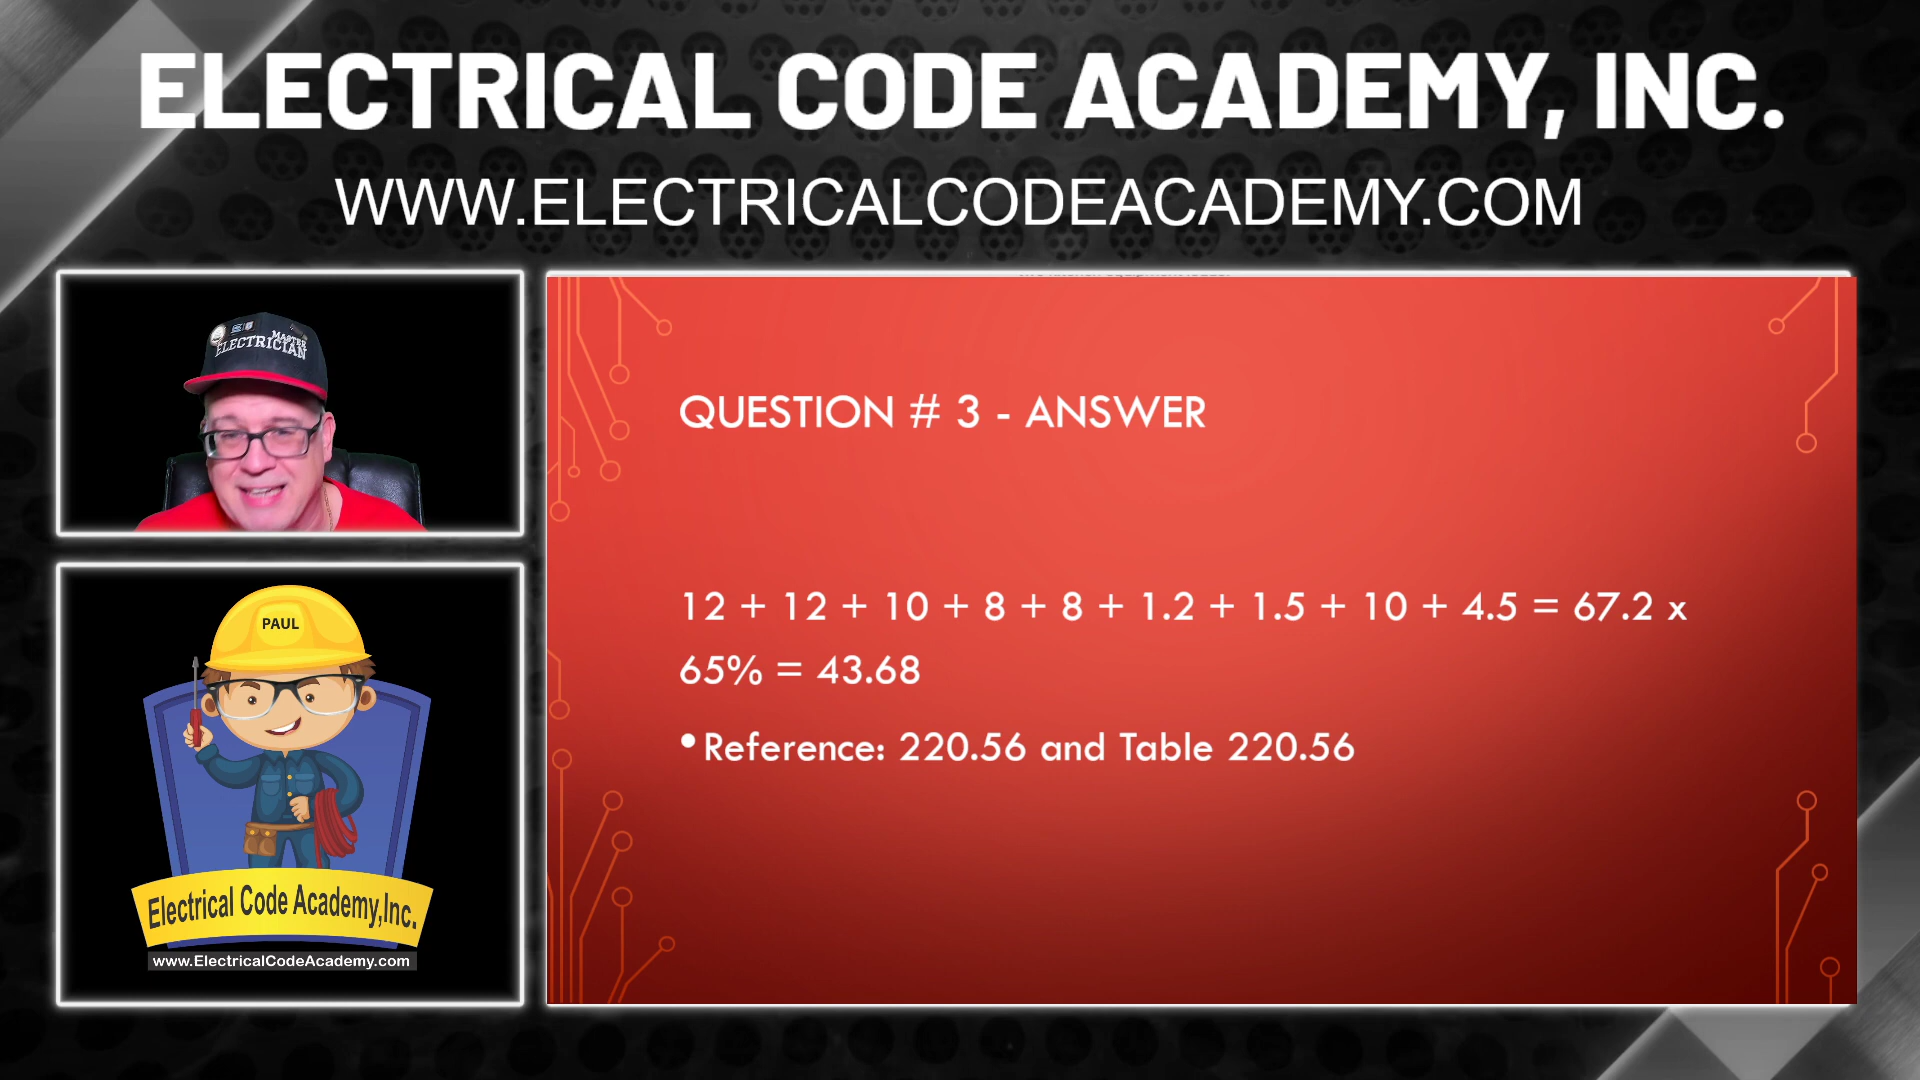 ELECTRICAL CODE ACADEMY, INC.
WWW.ELECTRICALCODEACADEMY.COM
MASTER
ELECTRICIAN
QUESTION # 3 - ANSWER
12 + 12 + 10 + 8 + 8 + 1.2 + 1.5 + 10 + 4.5 = 67.2 x
65% = 43.68
•Reference: 220.56 and Table 220.56
PAUL
Electrical Code Academy,Inc.
www.ElectricalCodeAcademy.com